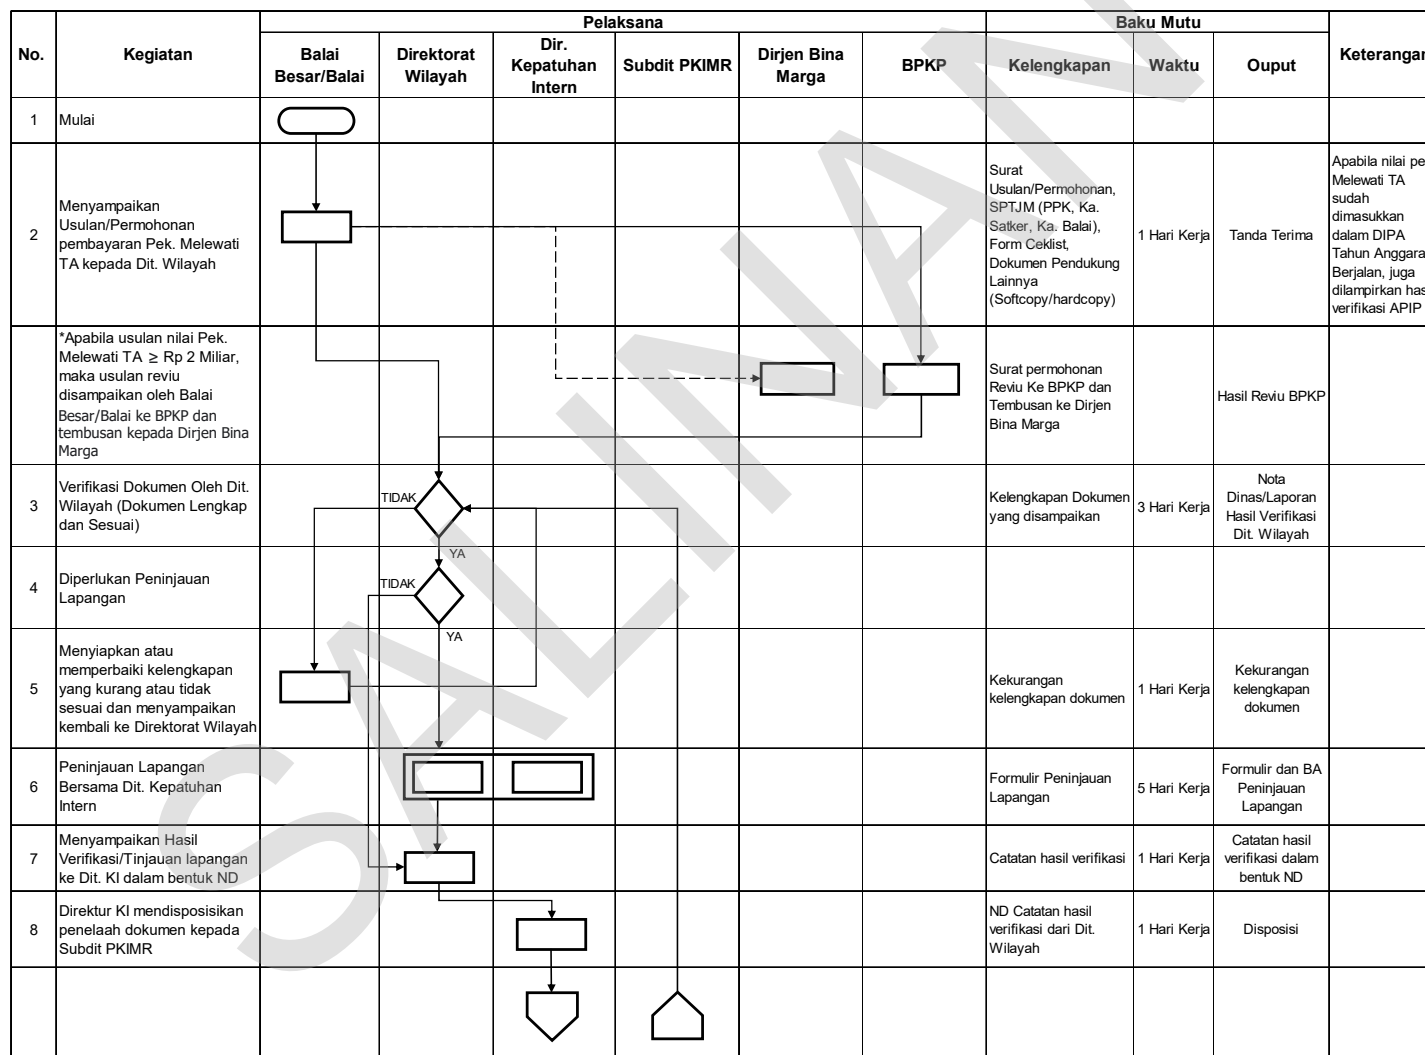 Pelaksana
Baku Mutu
No.
Kegiatan
Balai
Besar/Balai
Direktorat
Wilayah
Dir.
Kepatuhan
Intern
Subdit PKIMR
Dirjen Bina
Marga
BPKP
Kelengkapan
Waktu
Ouput
Keterangan
1
Mulai
2
Menyampaikan
Usulan/Permohonan
pembayaran Pek. Melewati
TA kepada Dit. Wilayah
Surat
Usulan/Permohonan,
SPTJM (PPK, Ka.
Satker, Ka. Balai),
Form Ceklist,
Dokumen Pendukung
Lainnya
(Softcopy/hardcopy)
1 Hari Kerja
Tanda Terima
Apabila nilai pe
Melewati TA
sudah
dimasukkan
dalam DIPA
Tahun Anggara
Berjalan, juga
dilampirkan has
verifikasi APIP
*Apabila usulan nilai Pek.
Melewati TA ≥ Rp 2 Miliar,
maka usulan reviu
disampaikan oleh Balai
Besar/Balai ke BPKP dan
tembusan kepada Dirjen Bina
Marga
Surat permohonan
Reviu Ke BPKP dan
Tembusan ke Dirjen
Bina Marga
Hasil Reviu BPKP
3
Verifikasi Dokumen Oleh Dit.
Wilayah (Dokumen Lengkap
dan Sesuai)
TIDAK
YA
Kelengkapan Dokumen
yang disampaikan
3 Hari Kerja
Nota
Dinas/Laporan
Hasil Verifikasi
Dit. Wilayah
4
Diperlukan Peninjauan
Lapangan
TIDAK
YA
5
Menyiapkan atau
memperbaiki kelengkapan
yang kurang atau tidak
sesuai dan menyampaikan
kembali ke Direktorat Wilayah
Kekurangan
kelengkapan dokumen
1 Hari Kerja
Kekurangan
kelengkapan
dokumen
6
Peninjauan Lapangan
Bersama Dit. Kepatuhan
Intern
Formulir Peninjauan
Lapangan
5 Hari Kerja
Formulir dan BA
Peninjauan
Lapangan
7
Menyampaikan Hasil
Verifikasi/Tinjauan lapangan
ke Dit. KI dalam bentuk ND
Catatan hasil verifikasi
1 Hari Kerja
Catatan hasil
verifikasi dalam
bentuk ND
8
Direktur KI mendisposisikan
penelaah dokumen kepada
Subdit PKIMR
ND Catatan hasil
verifikasi dari Dit.
Wilayah
1 Hari Kerja
Disposisi
SALINAN